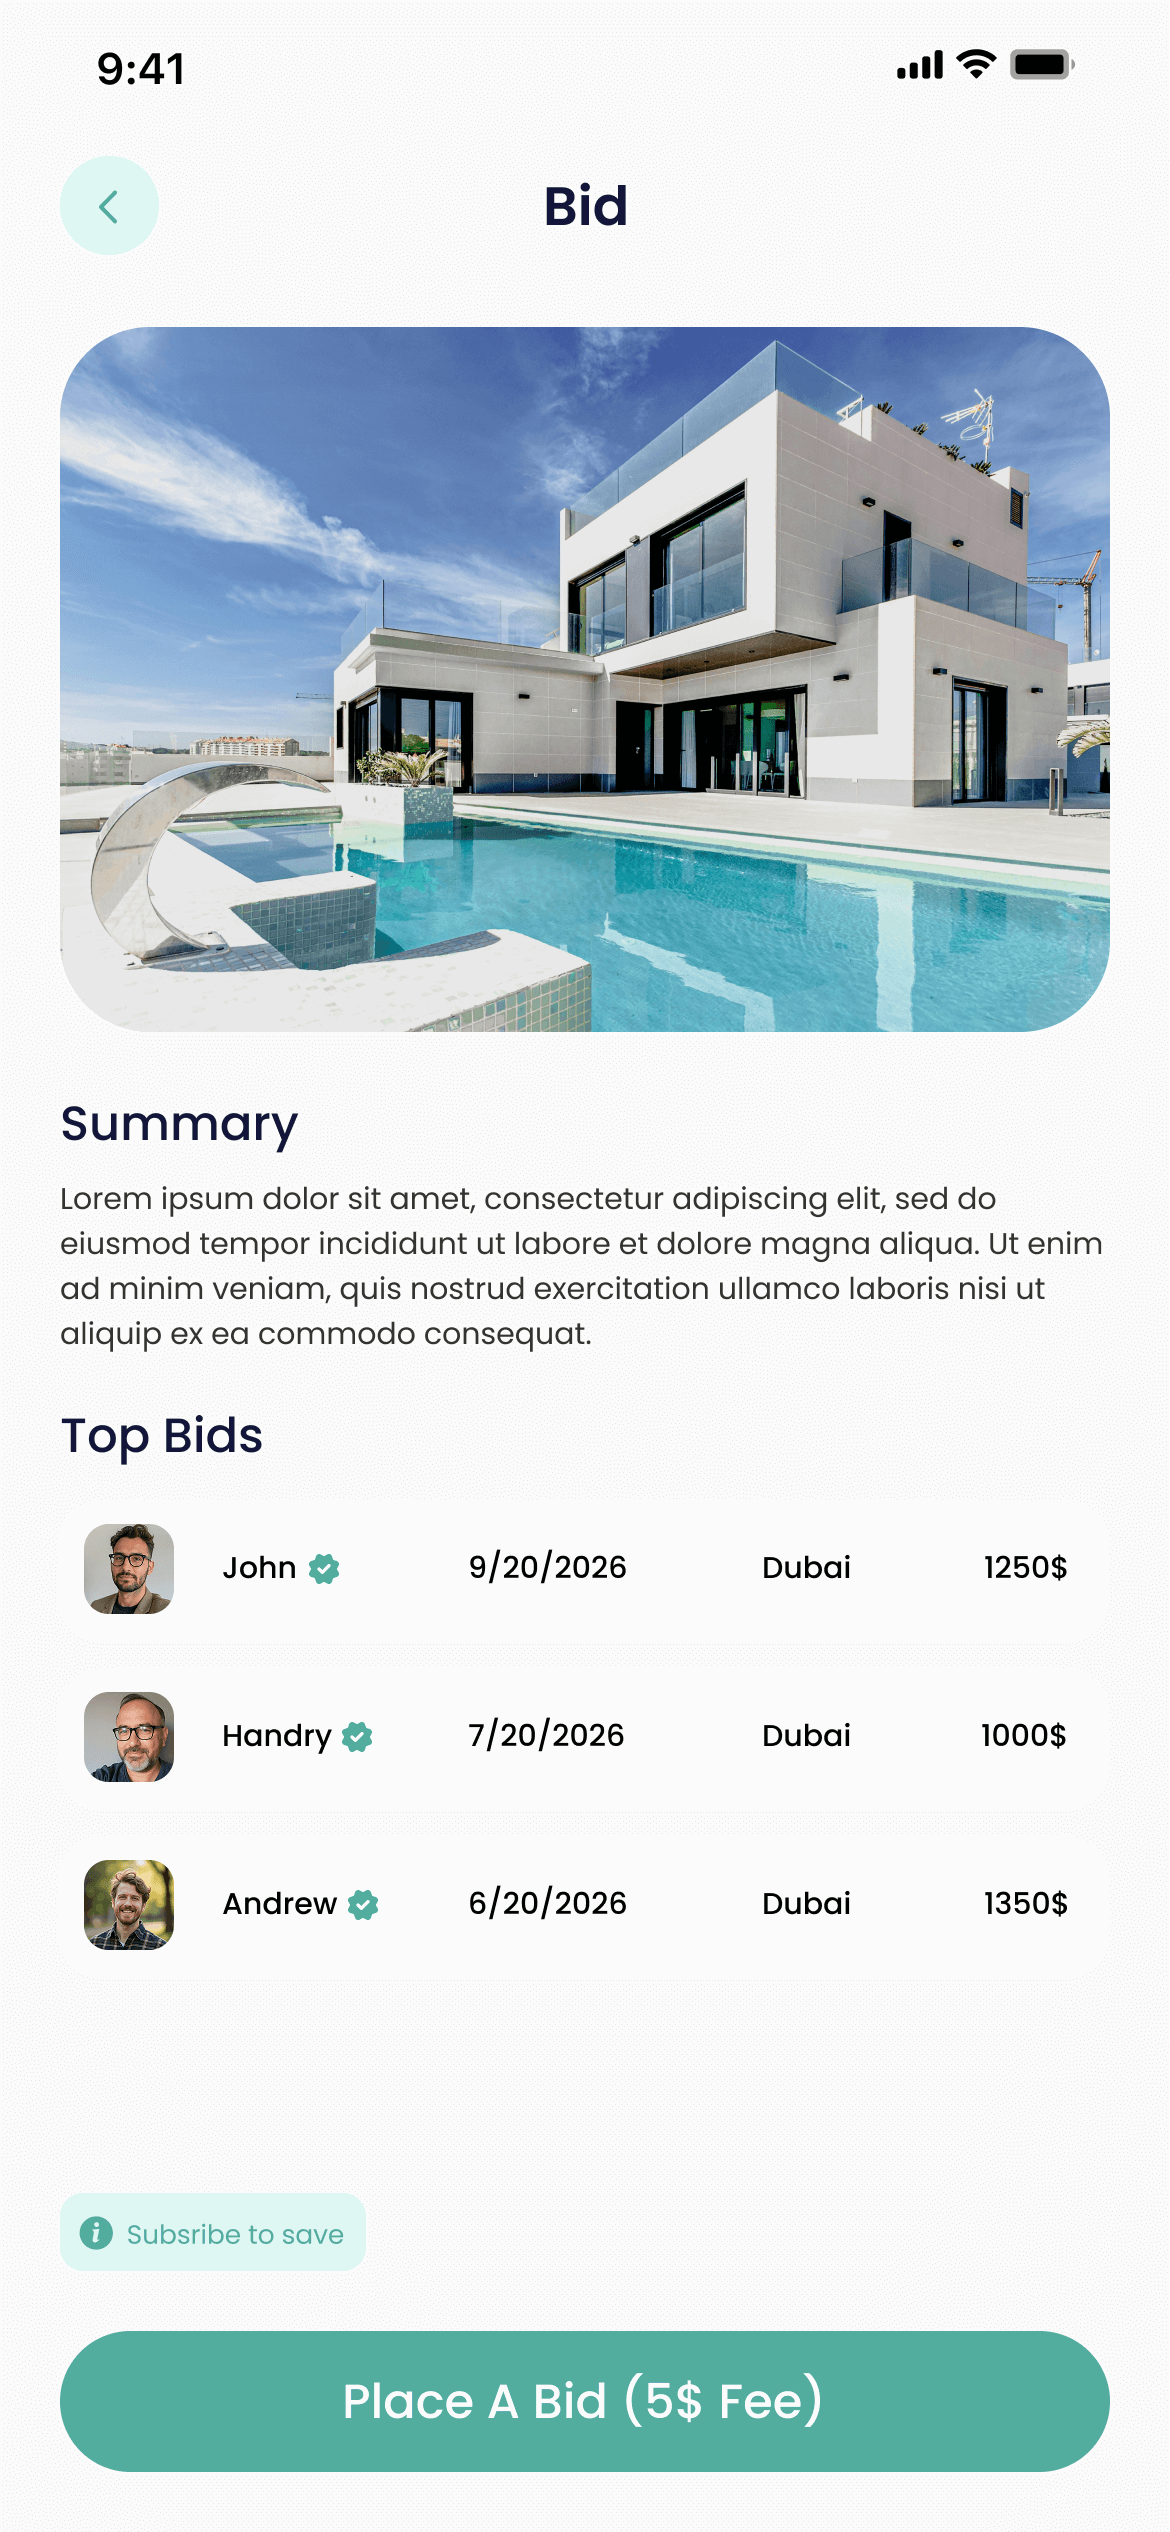 9:41
Bid
Summary
Lorem ipsum dolor sit amet, consectetur adipiscing elit, sed do
eiusmod tempor incididunt ut labore et dolore magna aliqua. Ut enim
ad minim veniam, quis nostrud exercitation ullamco laboris nisi ut
aliquip ex ea commodo consequat.
Top Bids
John 9/20/2026 Dubai 1250$
Handry 7/20/2026 Dubai 1000$
Andrew 6/20/2026 Dubai 1350$
Subsribe to save
Place A Bid (5$ Fee)